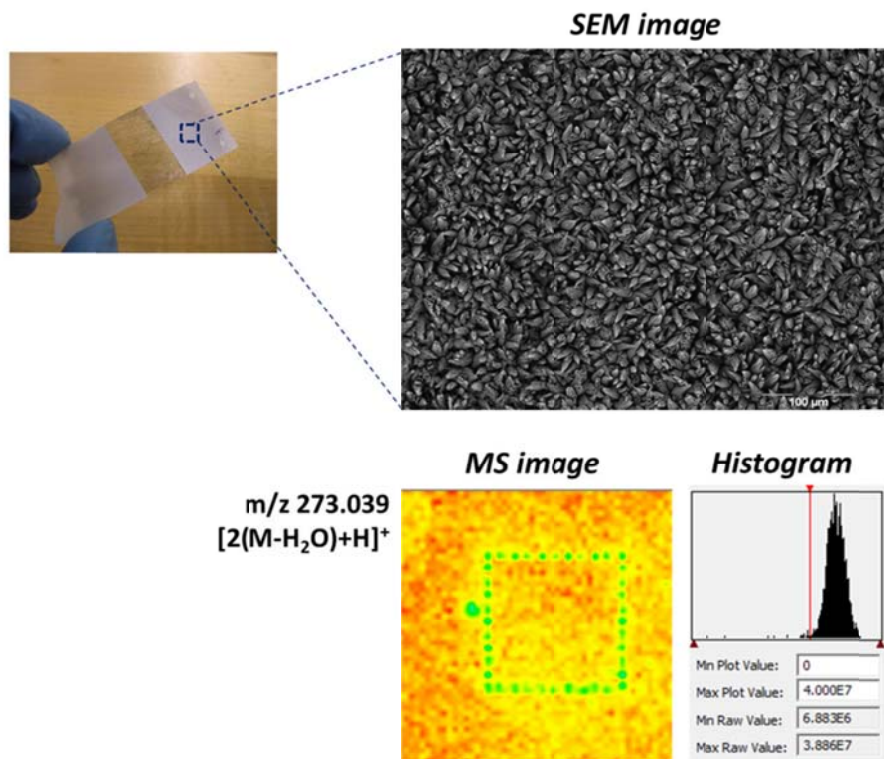 SEM image
100 µm
MS image
Histogram
m/z 273.039
[2(M-H₂O)+H]⁺
Mn Plot Value: 0
Max Plot Value: 4.000E7
Mn Raw Value: 6.883E6
Max Raw Value: 3.886E7